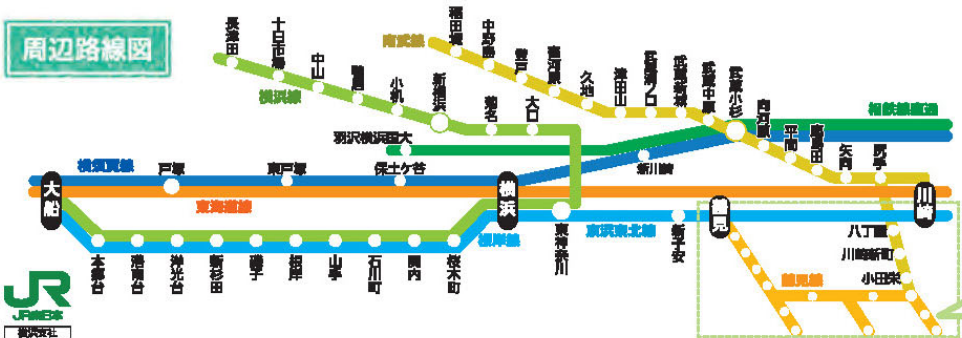 周辺路線図
長津田
十日市場
中山
鴨居
小机
新横浜
菊名
大口
横浜線
南武線
稲田堤
中野島
登戸
宿河原
久地
津田山
武蔵溝ノ口
武蔵新城
武蔵中原
武蔵小杉
向河原
平間
鹿島田
矢向
尻手
相鉄線直通
羽沢横浜国大
新川崎
横須賀線
戸塚
東戸塚
保土ケ谷
大船
横浜
川崎
東海道線
根岸線
東神奈川
京浜東北線
新子安
鶴見
本郷台
港南台
洋光台
新杉田
磯子
根岸
山手
石川町
関内
桜木町
八丁畷
川崎新町
小田栄
鶴見線
JR
JR東日本
横浜支社